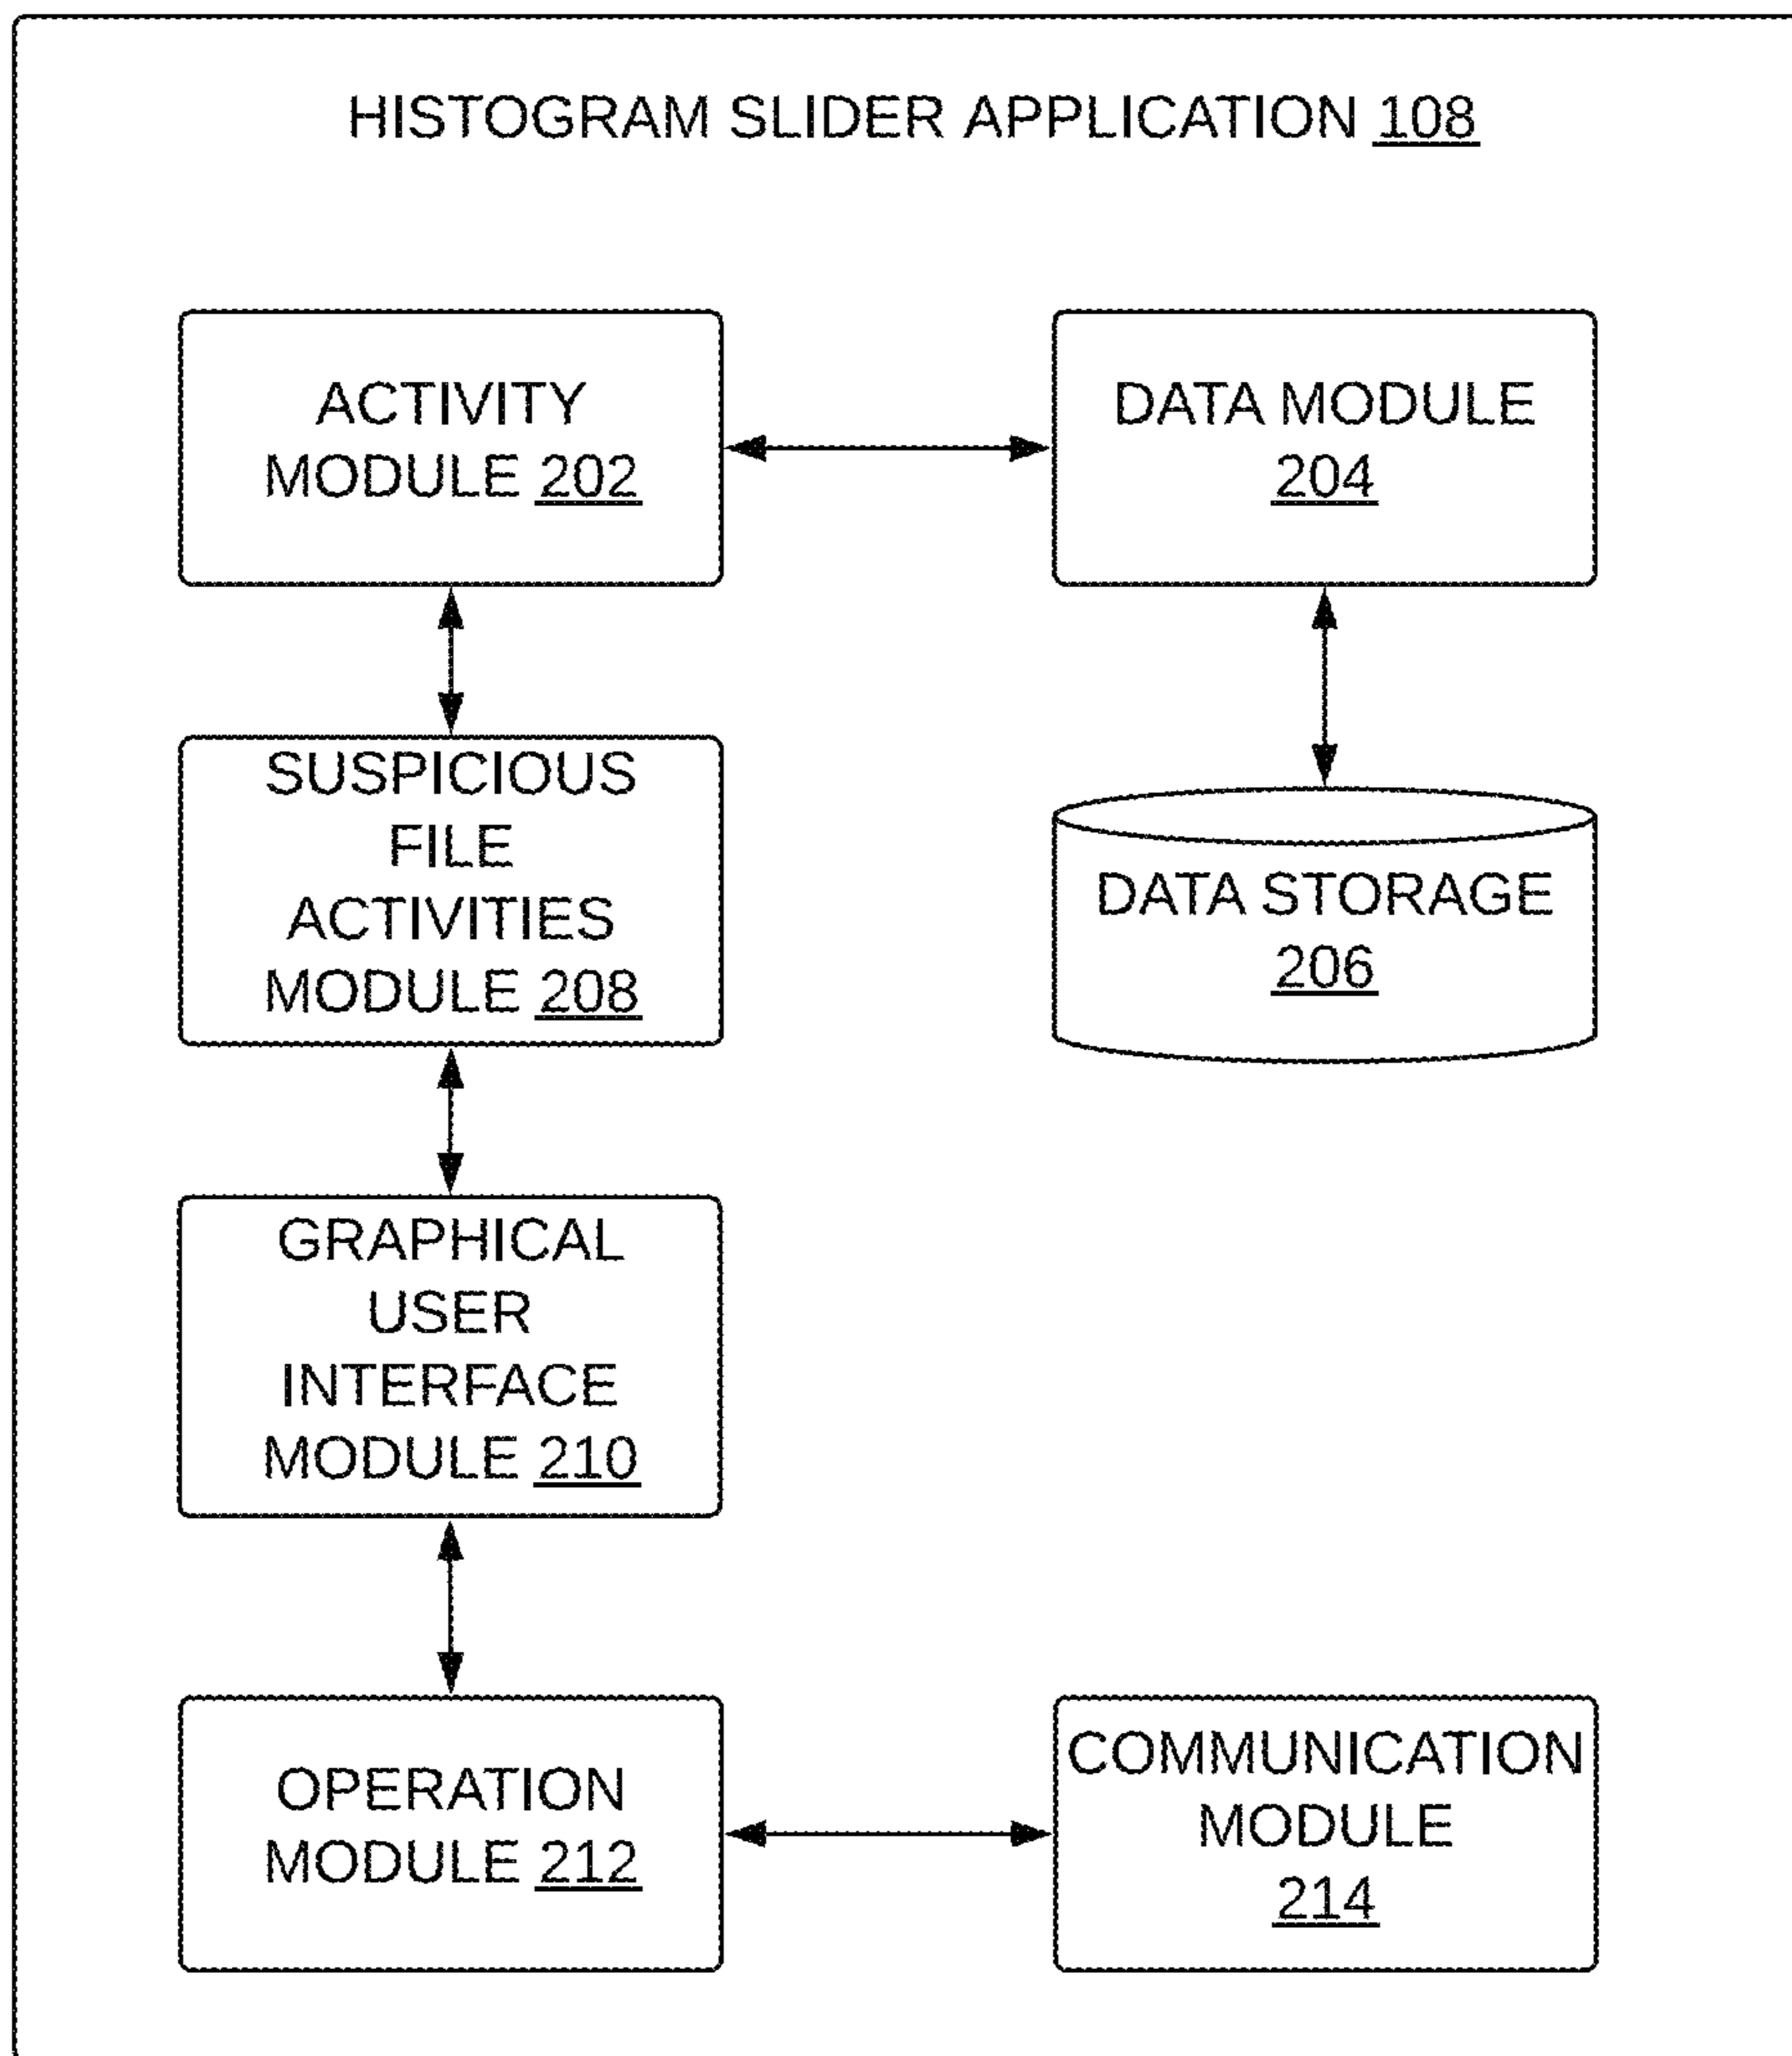 HISTOGRAM SLIDER APPLICATION 108
ACTIVITY
MODULE 202
DATA MODULE
204
SUSPICIOUS
FILE
ACTIVITIES
MODULE 208
DATA STORAGE
206
GRAPHICAL
USER
INTERFACE
MODULE 210
OPERATION
MODULE 212
COMMUNICATION
MODULE
214